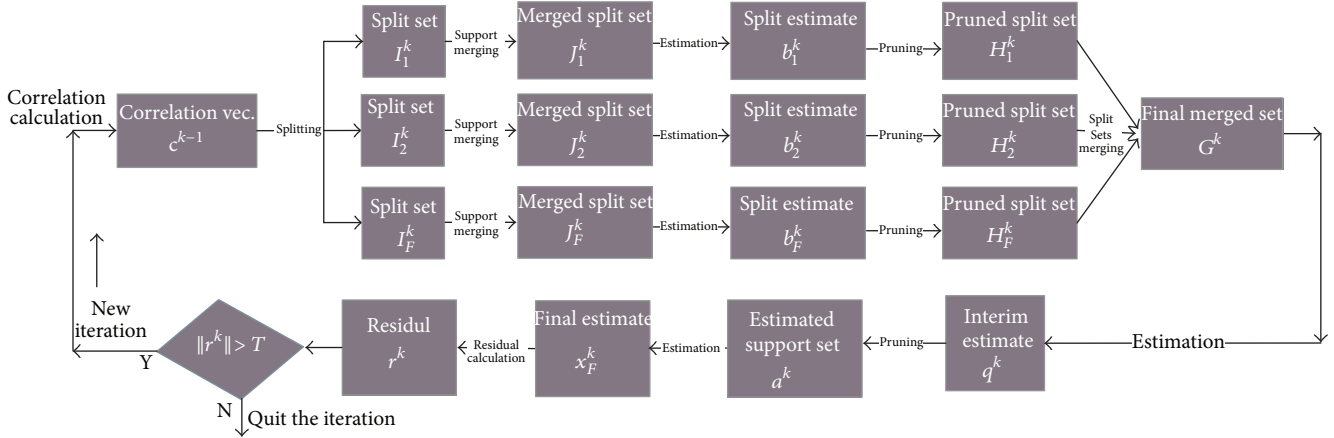 Correlation
calculation
Correlation vec.
c^{k−1}
Splitting
Split set
I_1^k
Support
merging
Merged split set
J_1^k
Estimation
Split estimate
b_1^k
Pruning
Pruned split set
H_1^k
Split set
I_2^k
Support
merging
Merged split set
J_2^k
Estimation
Split estimate
b_2^k
Pruning
Pruned split set
H_2^k
Split set
I_F^k
Support
merging
Merged split set
J_F^k
Estimation
Split estimate
b_F^k
Pruning
Pruned split set
H_F^k
Split
Sets
merging
Final merged set
G^k
Estimation
Interim
estimate
q^k
Pruning
Estimated
support set
a^k
Estimation
Final estimate
x_F^k
Residual
calculation
Residul
r^k
‖r^k‖ > T
Y
New
iteration
N
Quit the iteration